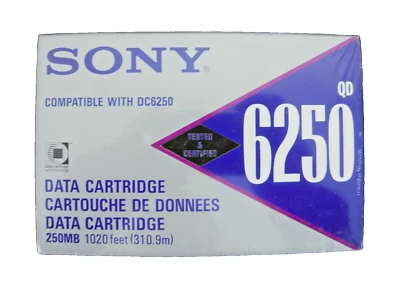 SONY
COMPATIBLE WITH DC6250
QD
6250
TESTED
&
CERTIFIED
DATA CARTRIDGE
CARTOUCHE DE DONNEES
DATA CARTRIDGE
250MB 1020 feet (310.9m)